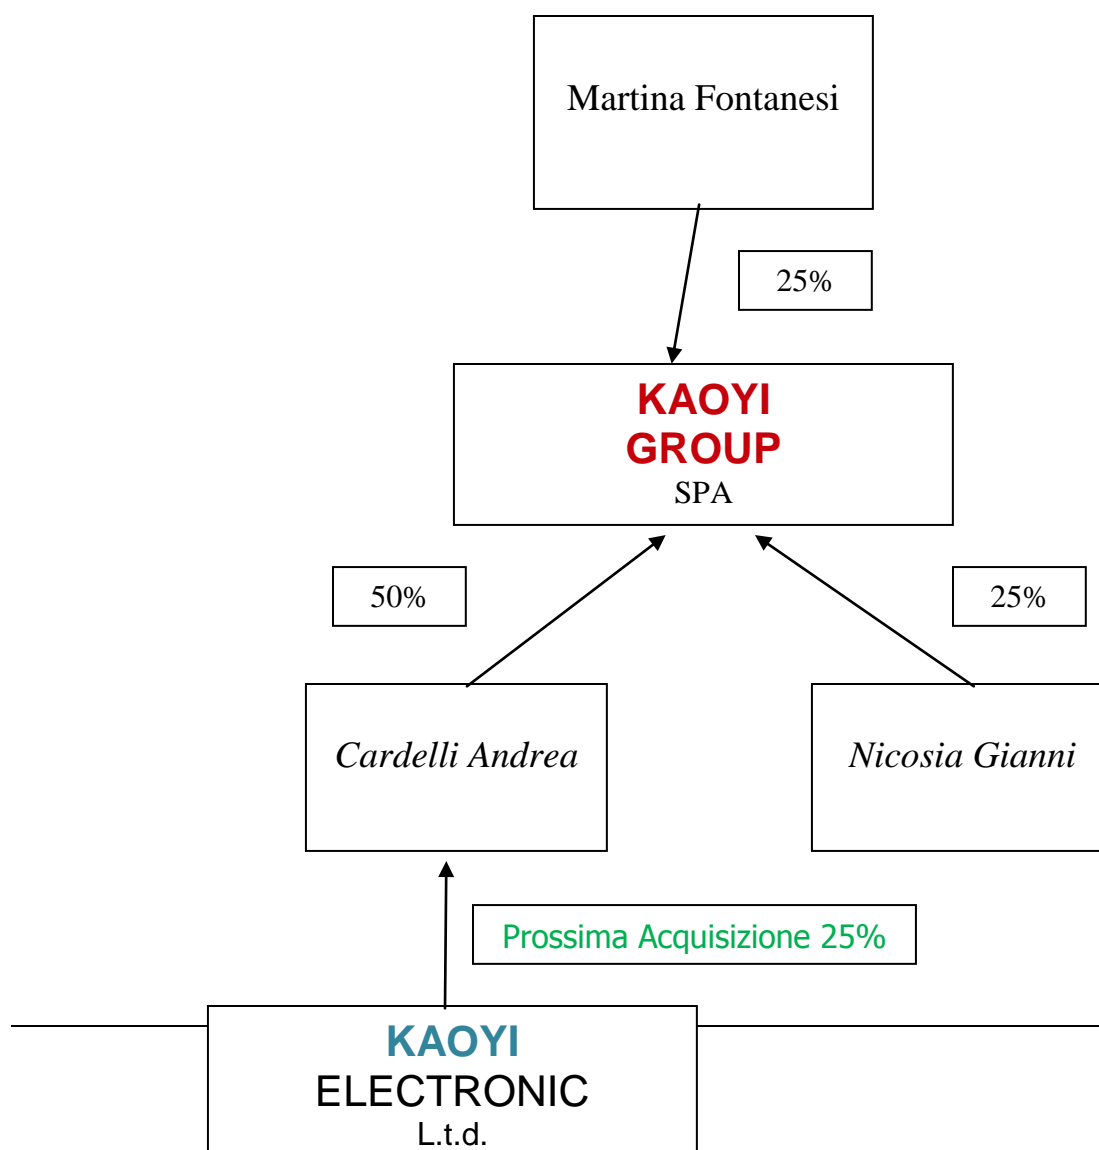 Martina Fontanesi
25%
KAOYI
GROUP
SPA
50%
25%
Cardelli Andrea
Nicosia Gianni
Prossima Acquisizione 25%
KAOYI
ELECTRONIC
L.t.d.